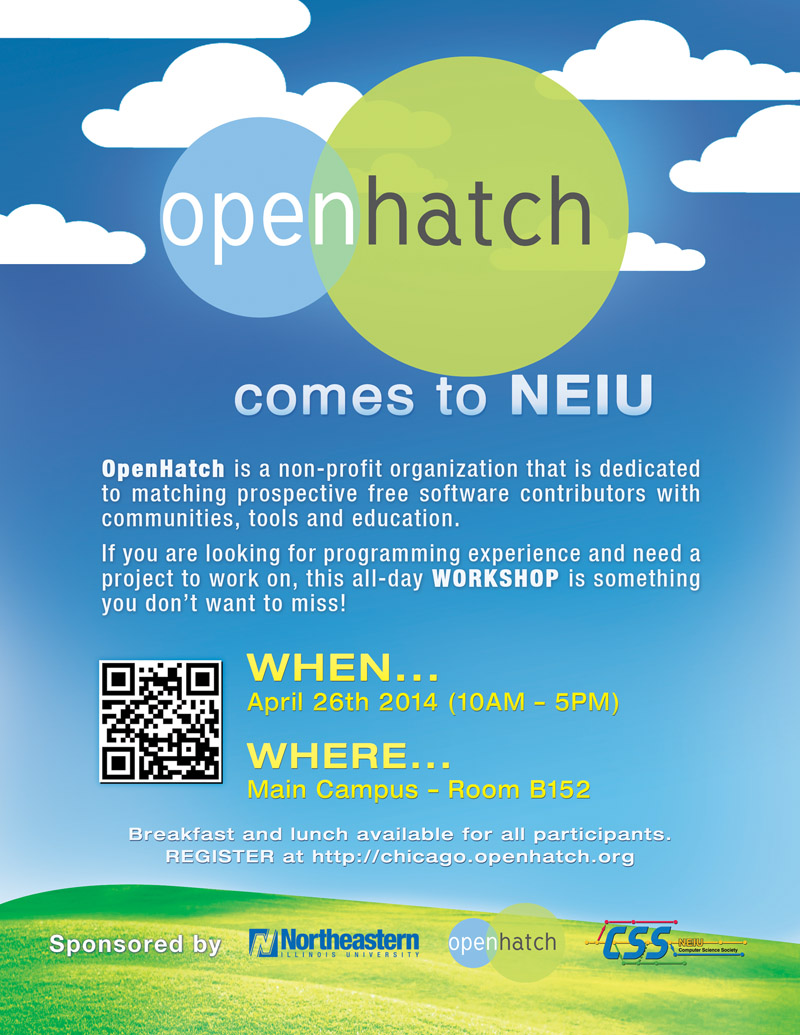 openhatch
comes to NEIU
OpenHatch is a non-profit organization that is dedicated
to matching prospective free software contributors with
communities, tools and education.
If you are looking for programming experience and need a
project to work on, this all-day WORKSHOP is something
you don't want to miss!
WHEN...
April 26th 2014 (10AM – 5PM)
WHERE...
Main Campus – Room B152
Breakfast and lunch available for all participants.
REGISTER at http://chicago.openhatch.org
Sponsored by
N Northeastern
ILLINOIS UNIVERSITY
openhatch
CSS
NEIU
Computer Science Society